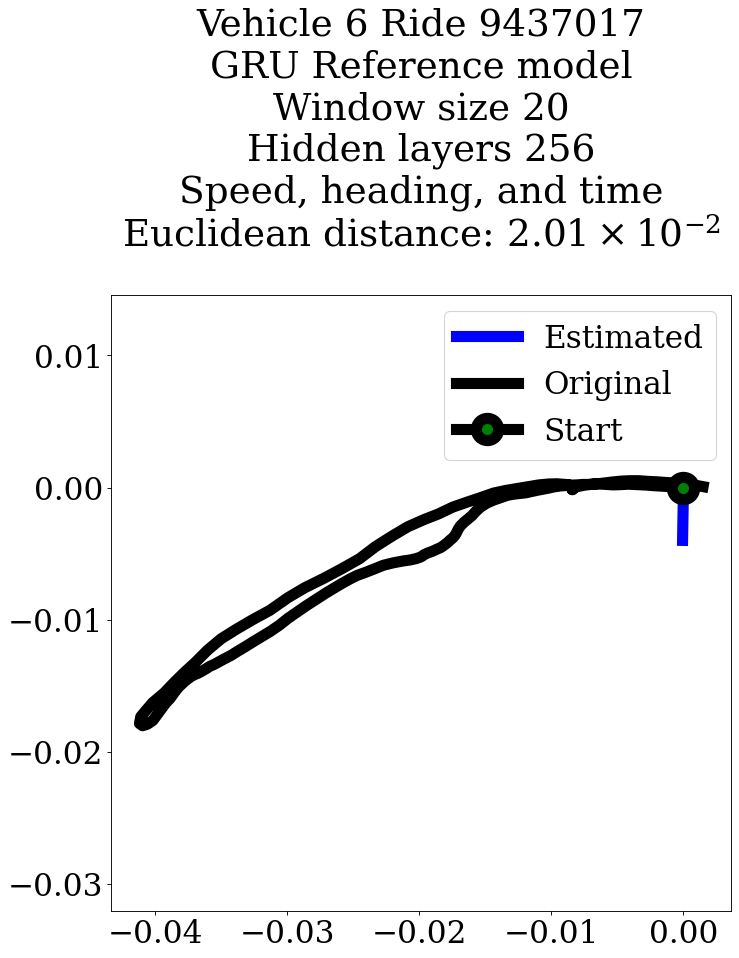 Vehicle 6 Ride 9437017
GRU Reference model
Window size 20
Hidden layers 256
Speed, heading, and time
Euclidean distance: 2.01 × 10⁻²
Estimated
Original
Start
0.01
0.00
−0.01
−0.02
−0.03
−0.04 −0.03 −0.02 −0.01 0.00